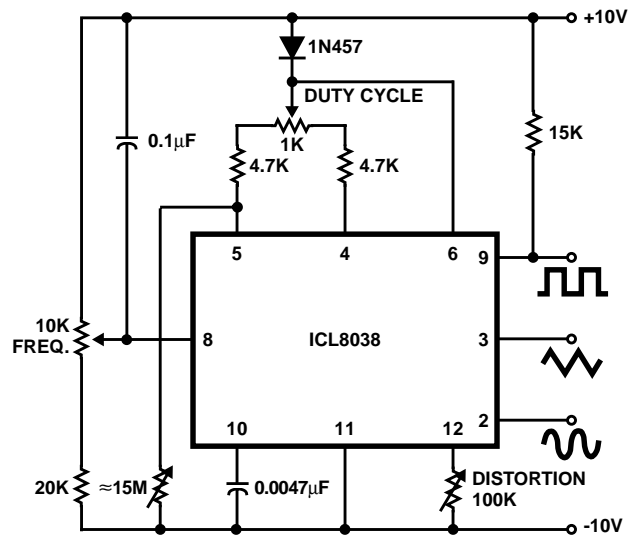 +10V
1N457
DUTY CYCLE
0.1μF
1K
15K
4.7K
4.7K
5
4
6
9
10K
FREQ.
8
ICL8038
3
2
10
11
12
20K
≈15M
0.0047μF
DISTORTION
100K
-10V